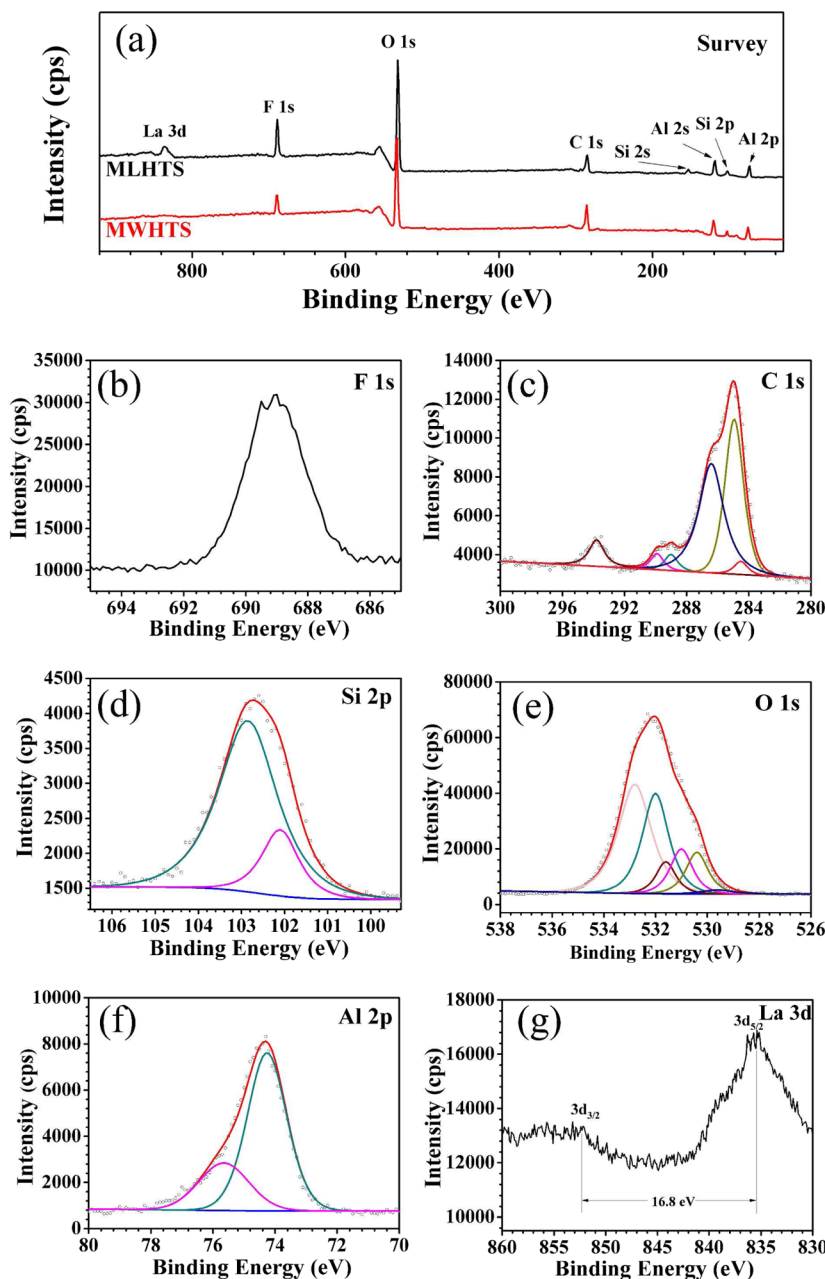 (a)
Survey
O 1s
F 1s
La 3d
C 1s
Si 2s
Al 2s
Si 2p
Al 2p
MLHTS
MWHTS
Intensity (cps)
800 600 400 200
Binding Energy (eV)
(b)
F 1s
35000
30000
25000
20000
15000
10000
Intensity (cps)
694 692 690 688 686
Binding Energy (eV)
(c)
C 1s
14000
12000
10000
8000
6000
4000
Intensity (cps)
300 296 292 288 284 280
Binding Energy (eV)
(d)
Si 2p
4500
4000
3500
3000
2500
2000
1500
Intensity (cps)
106 105 104 103 102 101 100
Binding Energy (eV)
(e)
O 1s
80000
60000
40000
20000
0
Intensity (cps)
538 536 534 532 530 528 526
Binding Energy (eV)
(f)
Al 2p
10000
8000
6000
4000
2000
0
Intensity (cps)
80 78 76 74 72 70
Binding Energy (eV)
(g)
La 3d
3d5/2
3d3/2
16.8 eV
18000
16000
14000
12000
10000
Intensity (cps)
860 855 850 845 840 835 830
Binding Energy (eV)